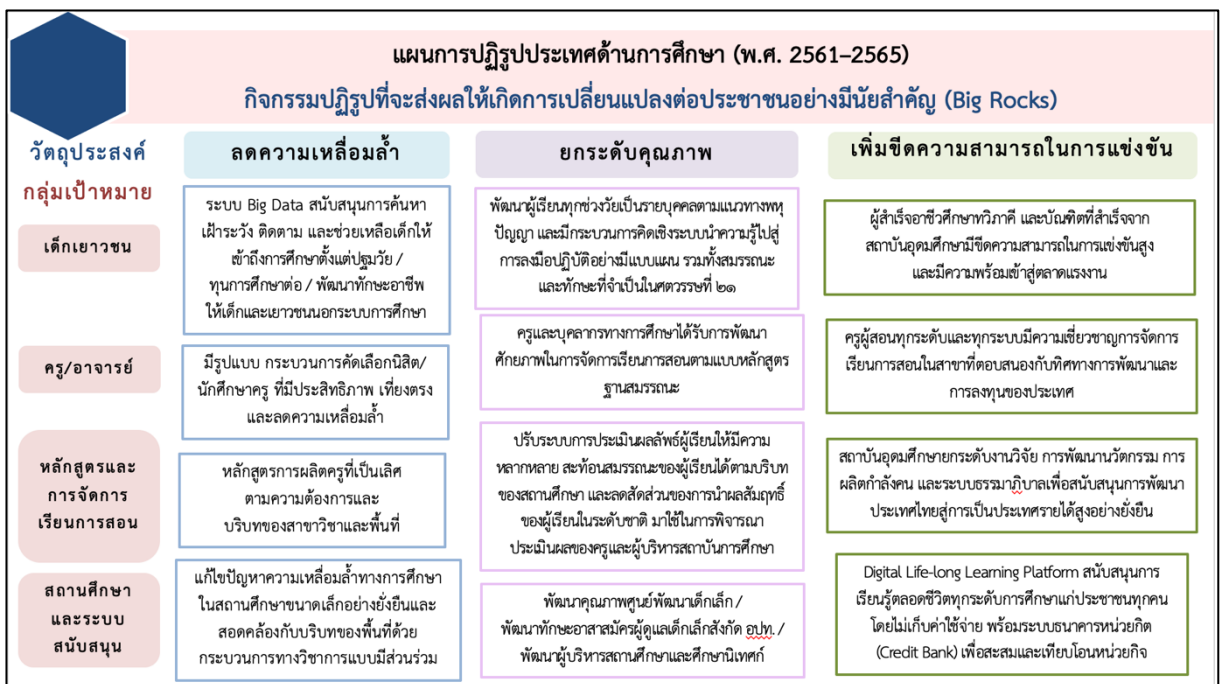 แผนการปฏิรูปประเทศด้านการศึกษา (พ.ศ. 2561–2565)
กิจกรรมปฏิรูปที่จะส่งผลให้เกิดการเปลี่ยนแปลงต่อประชาชนอย่างมีนัยสำคัญ (Big Rocks)
วัตถุประสงค์
กลุ่มเป้าหมาย
ลดความเหลื่อมล้ำ
ยกระดับคุณภาพ
เพิ่มขีดความสามารถในการแข่งขัน
เด็กเยาวชน
ระบบ Big Data สนับสนุนการค้นหา
เฝ้าระวัง ติดตาม และช่วยเหลือเด็กให้
เข้าถึงการศึกษาตั้งแต่ปฐมวัย /
ทุนการศึกษาต่อ / พัฒนาทักษะอาชีพ
ให้เด็กและเยาวชนนอกระบบการศึกษา
พัฒนาผู้เรียนทุกช่วงวัยเป็นรายบุคคลตามแนวทางพหุ
ปัญญา และมีกระบวนการคิดเชิงระบบนำความรู้ไปสู่
การลงมือปฏิบัติอย่างมีแบบแผน รวมทั้งสมรรถนะ
และทักษะที่จำเป็นในศตวรรษที่ ๒๑
ผู้สำเร็จอาชีวศึกษาทวิภาคี และบัณฑิตที่สำเร็จจาก
สถาบันอุดมศึกษามีขีดความสามารถในการแข่งขันสูง
และมีความพร้อมเข้าสู่ตลาดแรงงาน
ครู/อาจารย์
มีรูปแบบ กระบวนการคัดเลือกนิสิต/
นักศึกษาครู ที่มีประสิทธิภาพ เที่ยงตรง
และลดความเหลื่อมล้ำ
ครูและบุคลากรทางการศึกษาได้รับการพัฒนา
ศักยภาพในการจัดการเรียนการสอนตามแบบหลักสูตร
ฐานสมรรถนะ
ครูผู้สอนทุกระดับและทุกระบบมีความเชี่ยวชาญการจัดการ
เรียนการสอนในสาขาที่ตอบสนองกับทิศทางการพัฒนาและ
การลงทุนของประเทศ
หลักสูตรและ
การจัดการ
เรียนการสอน
หลักสูตรการผลิตครูที่เป็นเลิศ
ตามความต้องการและ
บริบทของสาขาวิชาและพื้นที่
ปรับระบบการประเมินผลลัพธ์ผู้เรียนให้มีความ
หลากหลาย สะท้อนสมรรถนะของผู้เรียนได้ตามบริบท
ของสถานศึกษา และลดสัดส่วนของการนำผลสัมฤทธิ์
ของผู้เรียนในระดับชาติ มาใช้ในการพิจารณา
ประเมินผลของครูและผู้บริหารสถาบันการศึกษา
สถาบันอุดมศึกษายกระดับงานวิจัย การพัฒนานวัตกรรม การ
ผลิตกำลังคน และระบบธรรมาภิบาลเพื่อสนับสนุนการพัฒนา
ประเทศไทยสู่การเป็นประเทศรายได้สูงอย่างยั่งยืน
สถานศึกษา
และระบบ
สนับสนุน
แก้ไขปัญหาความเหลื่อมล้ำทางการศึกษา
ในสถานศึกษาขนาดเล็กอย่างยั่งยืนและ
สอดคล้องกับบริบทของพื้นที่ด้วย
กระบวนการทางวิชาการแบบมีส่วนร่วม
พัฒนาคุณภาพศูนย์พัฒนาเด็กเล็ก /
พัฒนาทักษะอาสาสมัครผู้ดูแลเด็กเล็กสังกัด อปท. /
พัฒนาผู้บริหารสถานศึกษาและศึกษานิเทศก์
Digital Life-long Learning Platform สนับสนุนการ
เรียนรู้ตลอดชีวิตทุกระดับการศึกษาแก่ประชาชนทุกคน
โดยไม่เก็บค่าใช้จ่าย พร้อมระบบธนาคารหน่วยกิต
(Credit Bank) เพื่อสะสมและเทียบโอนหน่วยกิจ